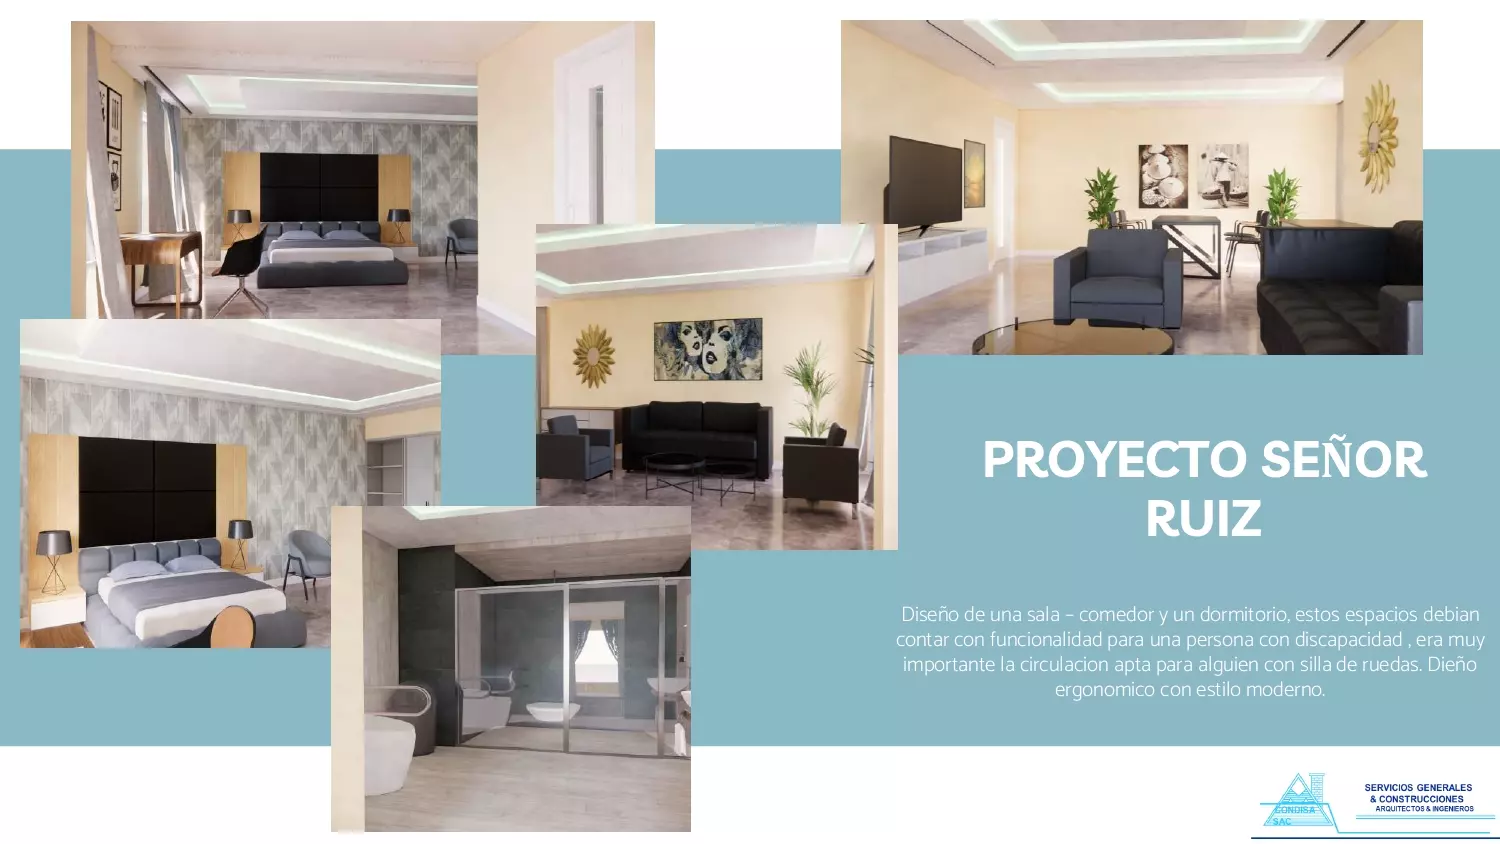 PROYECTO SEÑOR
RUIZ
Diseño de una sala – comedor y un dormitorio, estos espacios debian
contar con funcionalidad para una persona con discapacidad , era muy
importante la circulacion apta para alguien con silla de ruedas. Dieño
ergonomico con estilo moderno.
CONDISA
SAC
SERVICIOS GENERALES
& CONSTRUCCIONES
ARQUITECTOS & INGENIEROS